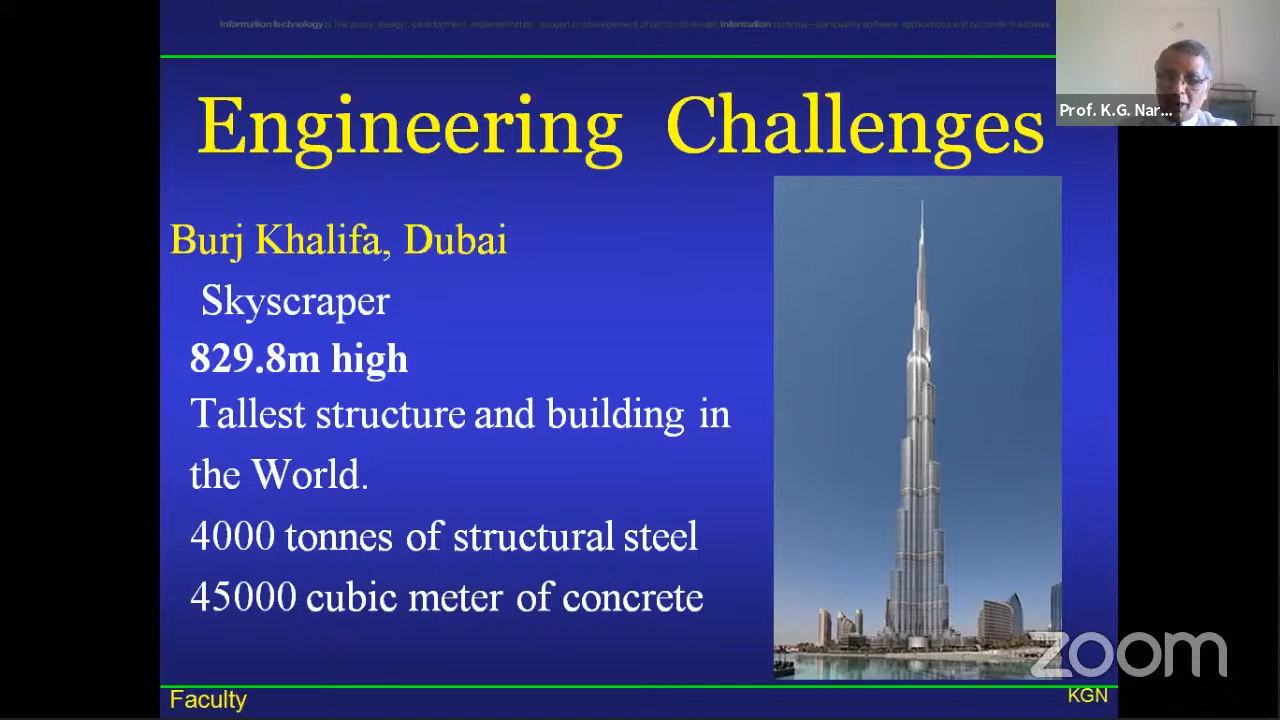 Information technology is the study, design, development, implementation, support or management of computer-based information systems—particularly software applications and computer hardware
Engineering Challenges
Prof. K.G. Nar...
Burj Khalifa, Dubai
Skyscraper
829.8m high
Tallest structure and building in
the World.
4000 tonnes of structural steel
45000 cubic meter of concrete
zoom
Faculty
KGN